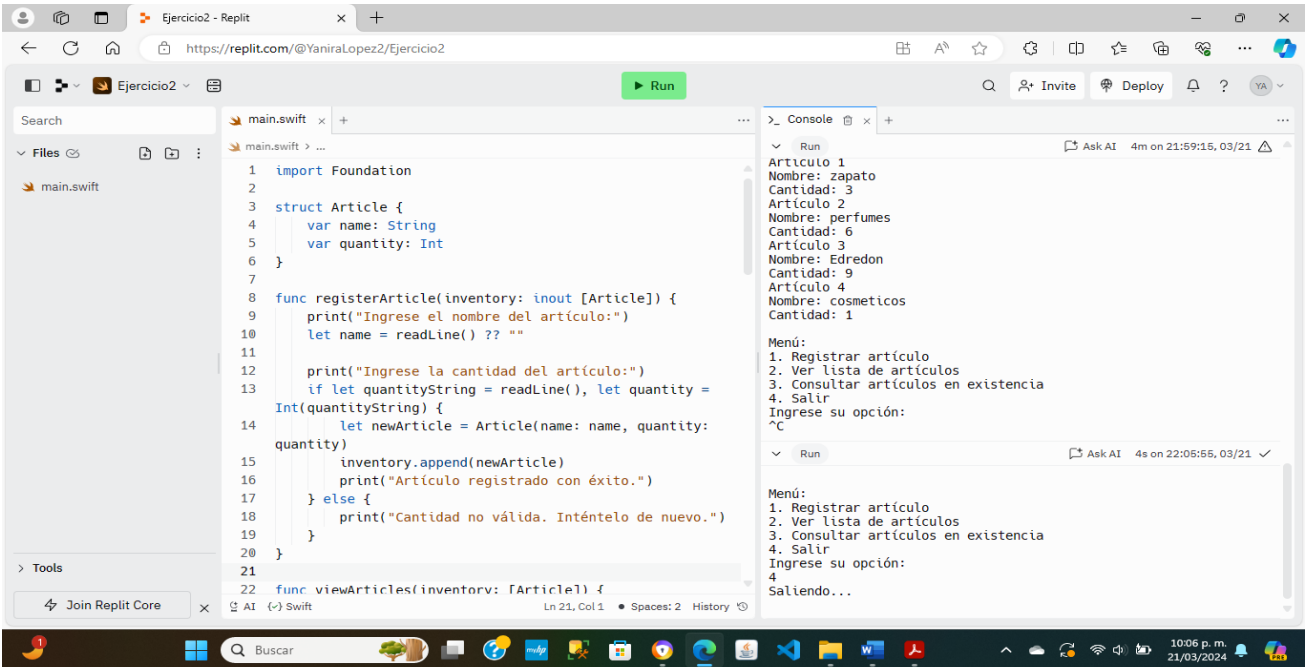 Ejercicio2 - Replit
https://replit.com/@YaniraLopez2/Ejercicio2
Ejercicio2
Run
Invite
Deploy
?
YA
Search
Files
main.swift
Tools
Join Replit Core
main.swift
main.swift > ...
1 import Foundation
2
3 struct Article {
4 var name: String
5 var quantity: Int
6 }
7
8 func registerArticle(inventory: inout [Article]) {
9 print("Ingrese el nombre del artículo:")
10 let name = readLine() ?? ""
11
12 print("Ingrese la cantidad del artículo:")
13 if let quantityString = readLine(), let quantity =
Int(quantityString) {
14 let newArticle = Article(name: name, quantity:
quantity)
15 inventory.append(newArticle)
16 print("Artículo registrado con éxito.")
17 } else {
18 print("Cantidad no válida. Inténtelo de nuevo.")
19 }
20 }
21
22 func viewArticles(inventory: [Article]) {
AI {} Swift
Ln 21, Col 1 • Spaces: 2 History
>_ Console
Run
Ask AI 4m on 21:59:15, 03/21
Artículo 1
Nombre: zapato
Cantidad: 3
Artículo 2
Nombre: perfumes
Cantidad: 6
Artículo 3
Nombre: Edredon
Cantidad: 9
Artículo 4
Nombre: cosmeticos
Cantidad: 1
Menú:
1. Registrar artículo
2. Ver lista de artículos
3. Consultar artículos en existencia
4. Salir
Ingrese su opción:
^C
Run
Ask AI 4s on 22:05:55, 03/21
Menú:
1. Registrar artículo
2. Ver lista de artículos
3. Consultar artículos en existencia
4. Salir
Ingrese su opción:
4
Saliendo...
Buscar
10:06 p. m.
21/03/2024